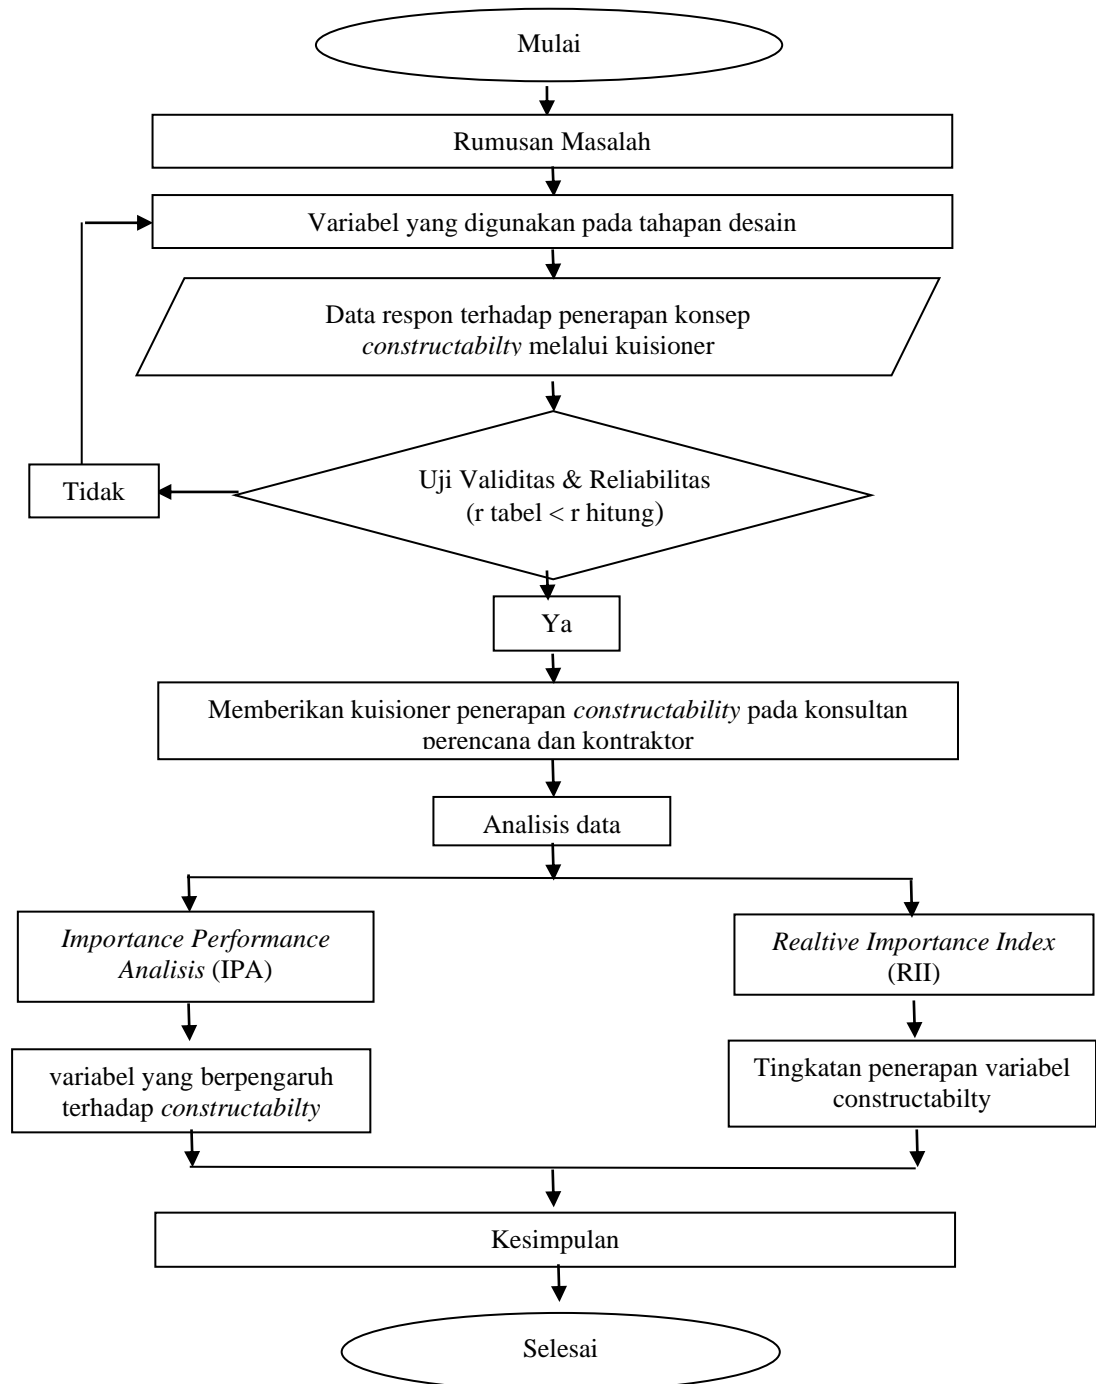 Mulai
Rumusan Masalah
Variabel yang digunakan pada tahapan desain
Data respon terhadap penerapan konsep
constructabilty melalui kuisioner
Uji Validitas & Reliabilitas
(r tabel < r hitung)
Tidak
Ya
Memberikan kuisioner penerapan constructability pada konsultan
perencana dan kontraktor
Analisis data
Importance Performance
Analisis (IPA)
Realtive Importance Index
(RII)
variabel yang berpengaruh
terhadap constructabilty
Tingkatan penerapan variabel
constructabilty
Kesimpulan
Selesai